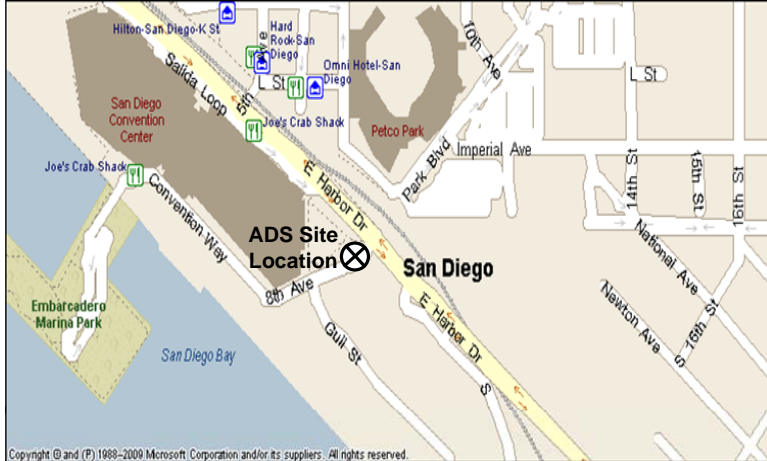 Hilton-San Diego-K St
Hard
Rock-San
Diego
Omni Hotel-San
Diego
10th Ave
Salida Loop
L St
5th
Ave
L St
San Diego
Convention
Center
Joe's Crab Shack
Petco Park
Park Blvd
Imperial Ave
14th St
15th St
16th St
Joe's Crab Shack
Convention Way
E Harbor Dr
ADS Site
Location
San Diego
National Ave
Newton Ave
S 16th St
8th Ave
Embarcadero
Marina Park
Gull St
E Harbor Dr
San Diego Bay
S
Copyright © and (P) 1988–2009 Microsoft Corporation and/or its suppliers. All rights reserved.